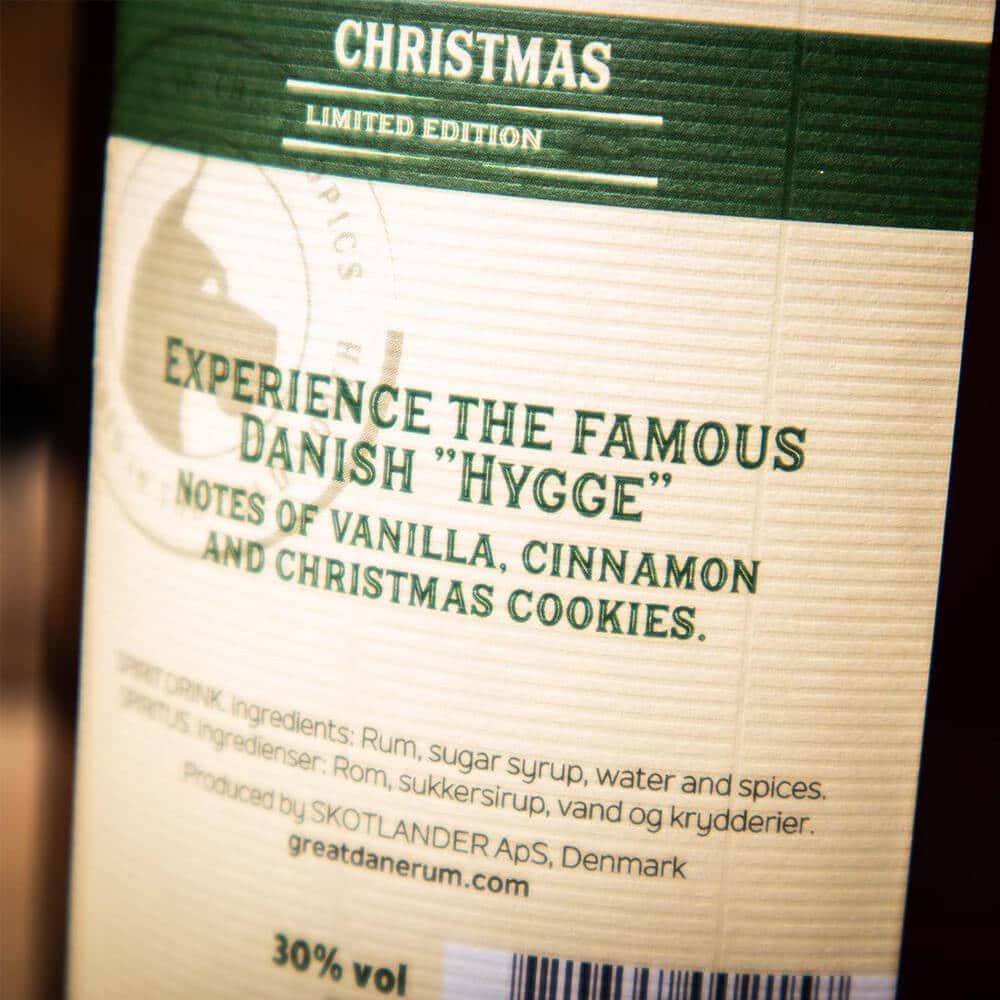 CHRISTMAS
LIMITED EDITION
EXPERIENCE THE FAMOUS
DANISH ”HYGGE”
NOTES OF VANILLA, CINNAMON
AND CHRISTMAS COOKIES.
SPIRIT DRINK. Ingredients: Rum, sugar syrup, water and spices.
SPIRITUS. Ingredienser: Rom, sukkersirup, vand og krydderier.
Produced by SKOTLANDER ApS, Denmark
greatdanerum.com
30% vol